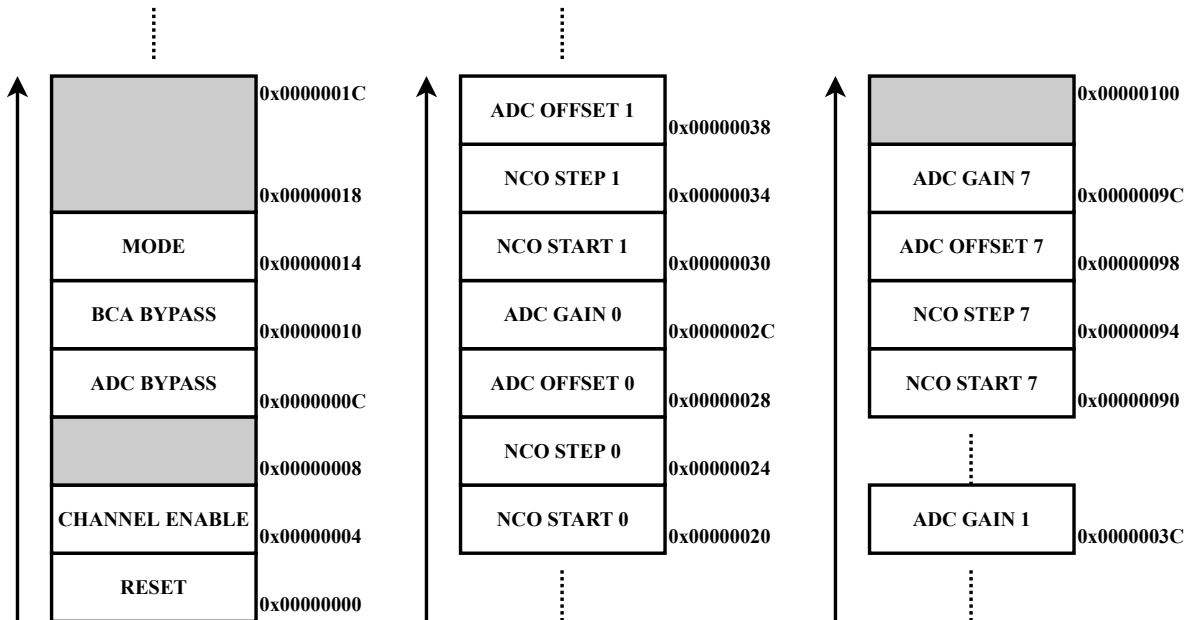 0x0000001C
0x00000018
MODE
0x00000014
BCA BYPASS
0x00000010
ADC BYPASS
0x0000000C
0x00000008
CHANNEL ENABLE
0x00000004
RESET
0x00000000
ADC OFFSET 1
0x00000038
NCO STEP 1
0x00000034
NCO START 1
0x00000030
ADC GAIN 0
0x0000002C
ADC OFFSET 0
0x00000028
NCO STEP 0
0x00000024
NCO START 0
0x00000020
0x00000100
ADC GAIN 7
0x0000009C
ADC OFFSET 7
0x00000098
NCO STEP 7
0x00000094
NCO START 7
0x00000090
ADC GAIN 1
0x0000003C